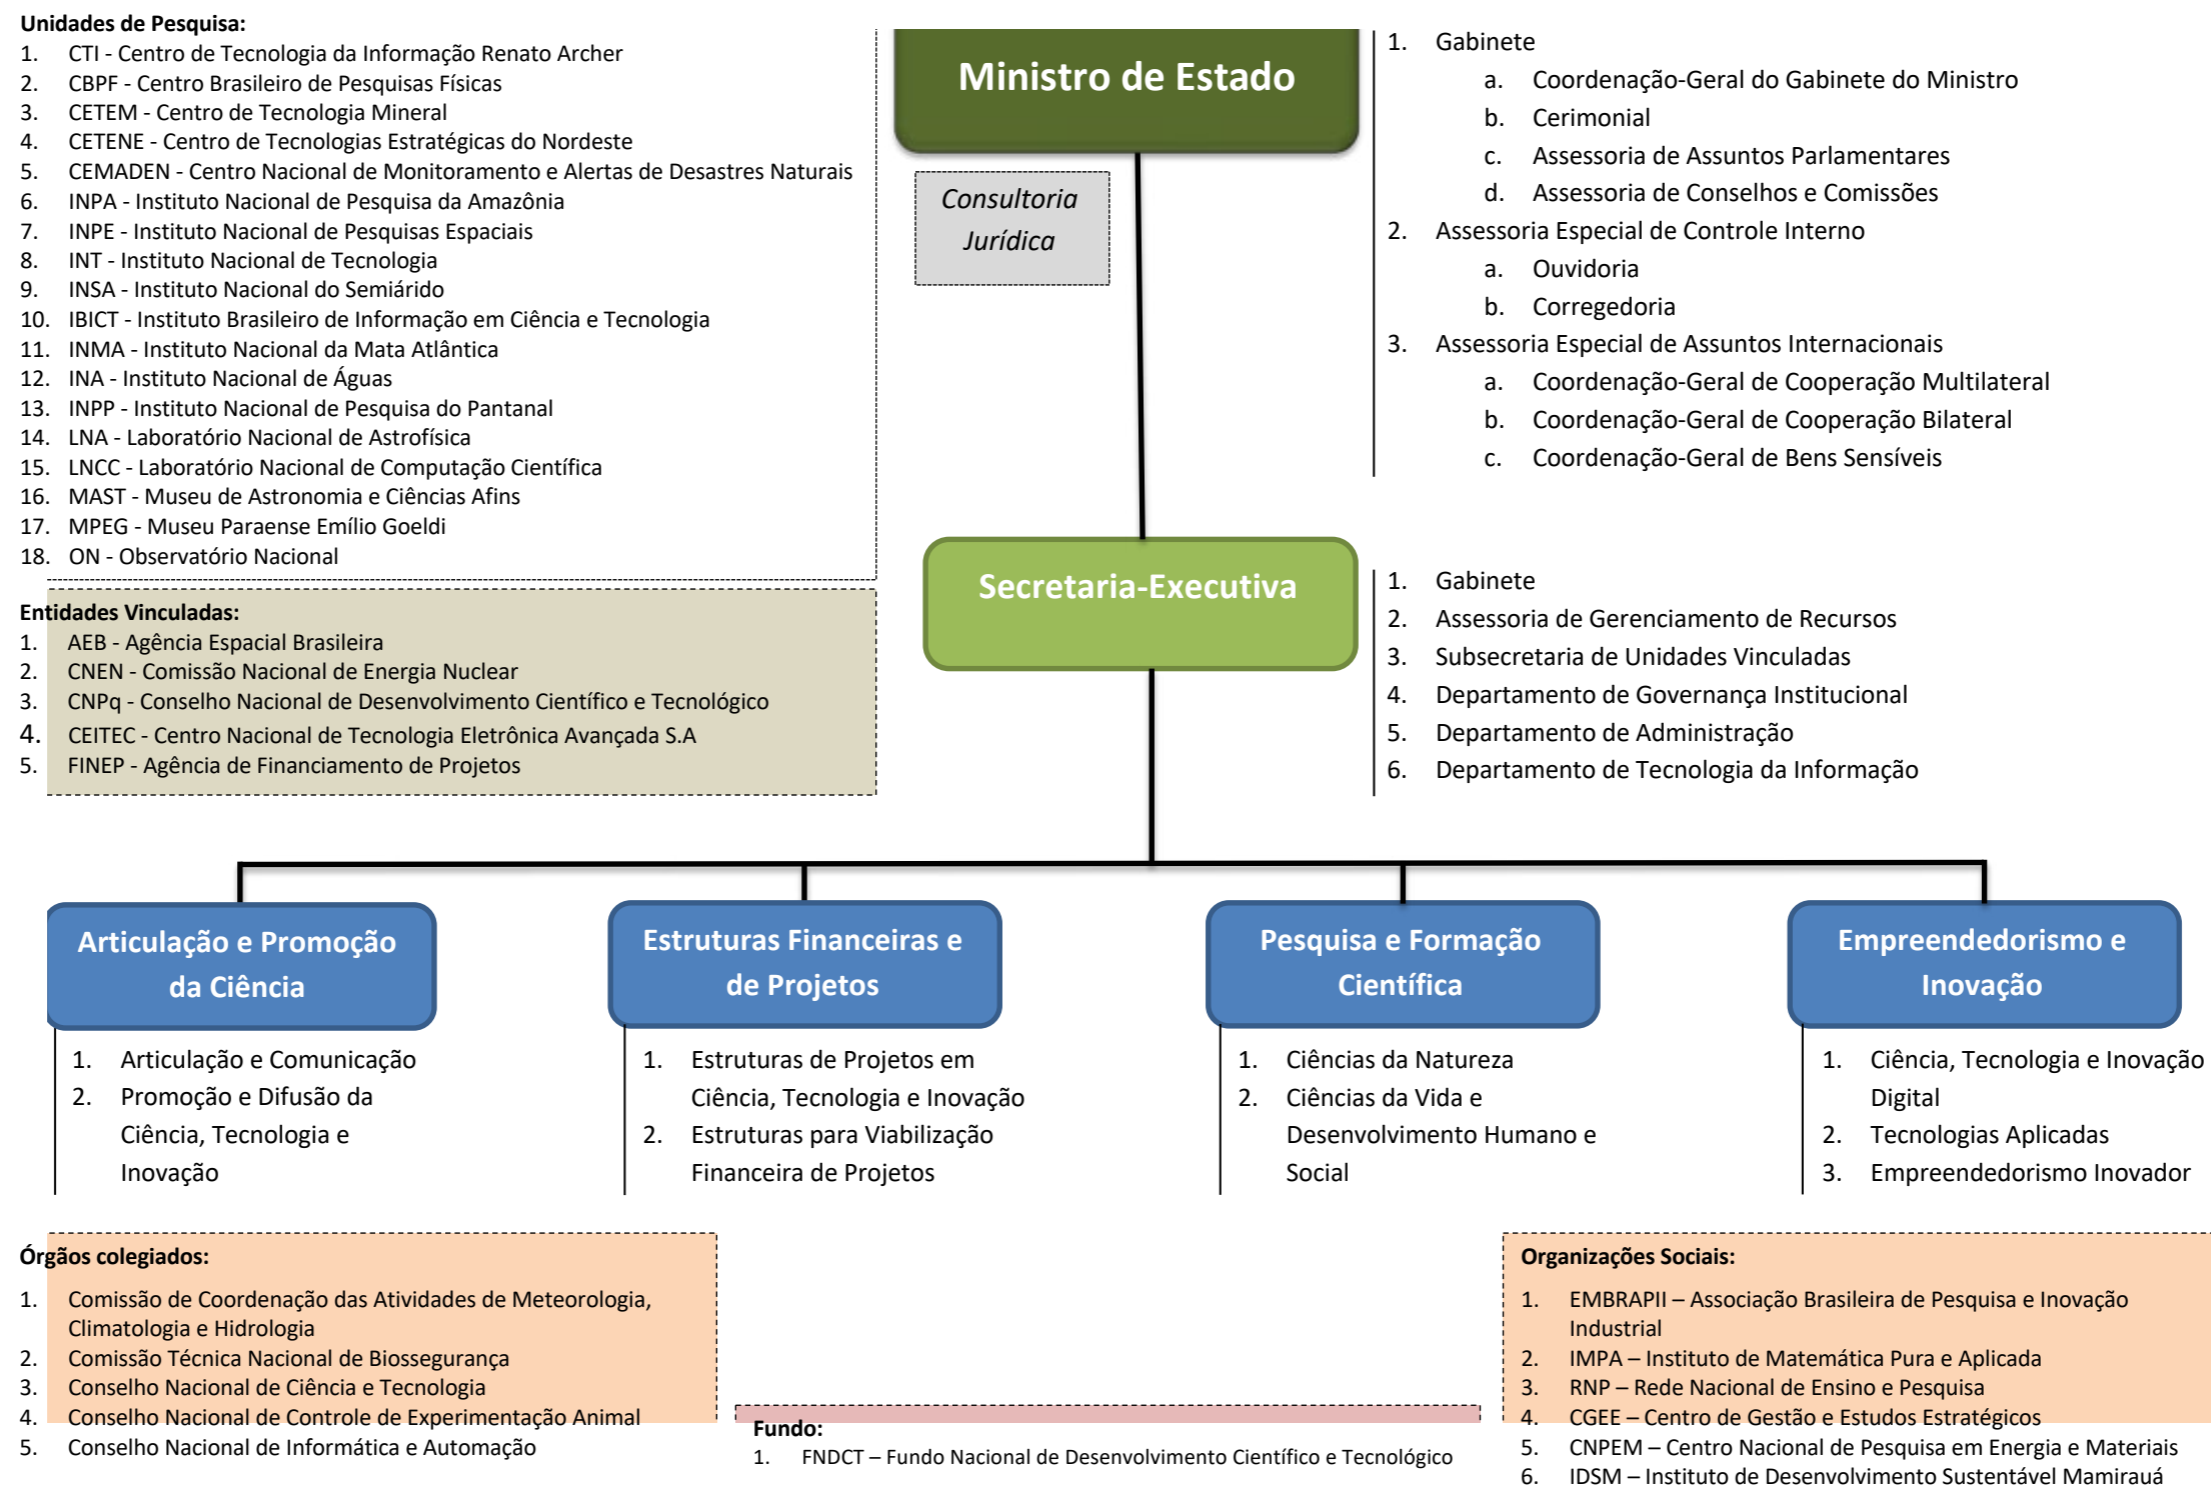 Unidades de Pesquisa:
1. CTI - Centro de Tecnologia da Informação Renato Archer
2. CBPF - Centro Brasileiro de Pesquisas Físicas
3. CETEM - Centro de Tecnologia Mineral
4. CETENE - Centro de Tecnologias Estratégicas do Nordeste
5. CEMADEN - Centro Nacional de Monitoramento e Alertas de Desastres Naturais
6. INPA - Instituto Nacional de Pesquisa da Amazônia
7. INPE - Instituto Nacional de Pesquisas Espaciais
8. INT - Instituto Nacional de Tecnologia
9. INSA - Instituto Nacional do Semiárido
10. IBICT - Instituto Brasileiro de Informação em Ciência e Tecnologia
11. INMA - Instituto Nacional da Mata Atlântica
12. INA - Instituto Nacional de Águas
13. INPP - Instituto Nacional de Pesquisa do Pantanal
14. LNA - Laboratório Nacional de Astrofísica
15. LNCC - Laboratório Nacional de Computação Científica
16. MAST - Museu de Astronomia e Ciências Afins
17. MPEG - Museu Paraense Emílio Goeldi
18. ON - Observatório Nacional
Entidades Vinculadas:
1. AEB - Agência Espacial Brasileira
2. CNEN - Comissão Nacional de Energia Nuclear
3. CNPq - Conselho Nacional de Desenvolvimento Científico e Tecnológico
4. CEITEC - Centro Nacional de Tecnologia Eletrônica Avançada S.A
5. FINEP - Agência de Financiamento de Projetos
Ministro de Estado
Consultoria
Jurídica
1. Gabinete
a. Coordenação-Geral do Gabinete do Ministro
b. Cerimonial
c. Assessoria de Assuntos Parlamentares
d. Assessoria de Conselhos e Comissões
2. Assessoria Especial de Controle Interno
a. Ouvidoria
b. Corregedoria
3. Assessoria Especial de Assuntos Internacionais
a. Coordenação-Geral de Cooperação Multilateral
b. Coordenação-Geral de Cooperação Bilateral
c. Coordenação-Geral de Bens Sensíveis
Secretaria-Executiva
1. Gabinete
2. Assessoria de Gerenciamento de Recursos
3. Subsecretaria de Unidades Vinculadas
4. Departamento de Governança Institucional
5. Departamento de Administração
6. Departamento de Tecnologia da Informação
Articulação e Promoção
da Ciência
1. Articulação e Comunicação
2. Promoção e Difusão da
Ciência, Tecnologia e
Inovação
Estruturas Financeiras e
de Projetos
1. Estruturas de Projetos em
Ciência, Tecnologia e Inovação
2. Estruturas para Viabilização
Financeira de Projetos
Pesquisa e Formação
Científica
1. Ciências da Natureza
2. Ciências da Vida e
Desenvolvimento Humano e
Social
Empreendedorismo e
Inovação
1. Ciência, Tecnologia e Inovação
Digital
2. Tecnologias Aplicadas
3. Empreendedorismo Inovador
Órgãos colegiados:
1. Comissão de Coordenação das Atividades de Meteorologia,
Climatologia e Hidrologia
2. Comissão Técnica Nacional de Biossegurança
3. Conselho Nacional de Ciência e Tecnologia
4. Conselho Nacional de Controle de Experimentação Animal
5. Conselho Nacional de Informática e Automação
Fundo:
1. FNDCT – Fundo Nacional de Desenvolvimento Científico e Tecnológico
Organizações Sociais:
1. EMBRAPII – Associação Brasileira de Pesquisa e Inovação
Industrial
2. IMPA – Instituto de Matemática Pura e Aplicada
3. RNP – Rede Nacional de Ensino e Pesquisa
4. CGEE – Centro de Gestão e Estudos Estratégicos
5. CNPEM – Centro Nacional de Pesquisa em Energia e Materiais
6. IDSM – Instituto de Desenvolvimento Sustentável Mamirauá